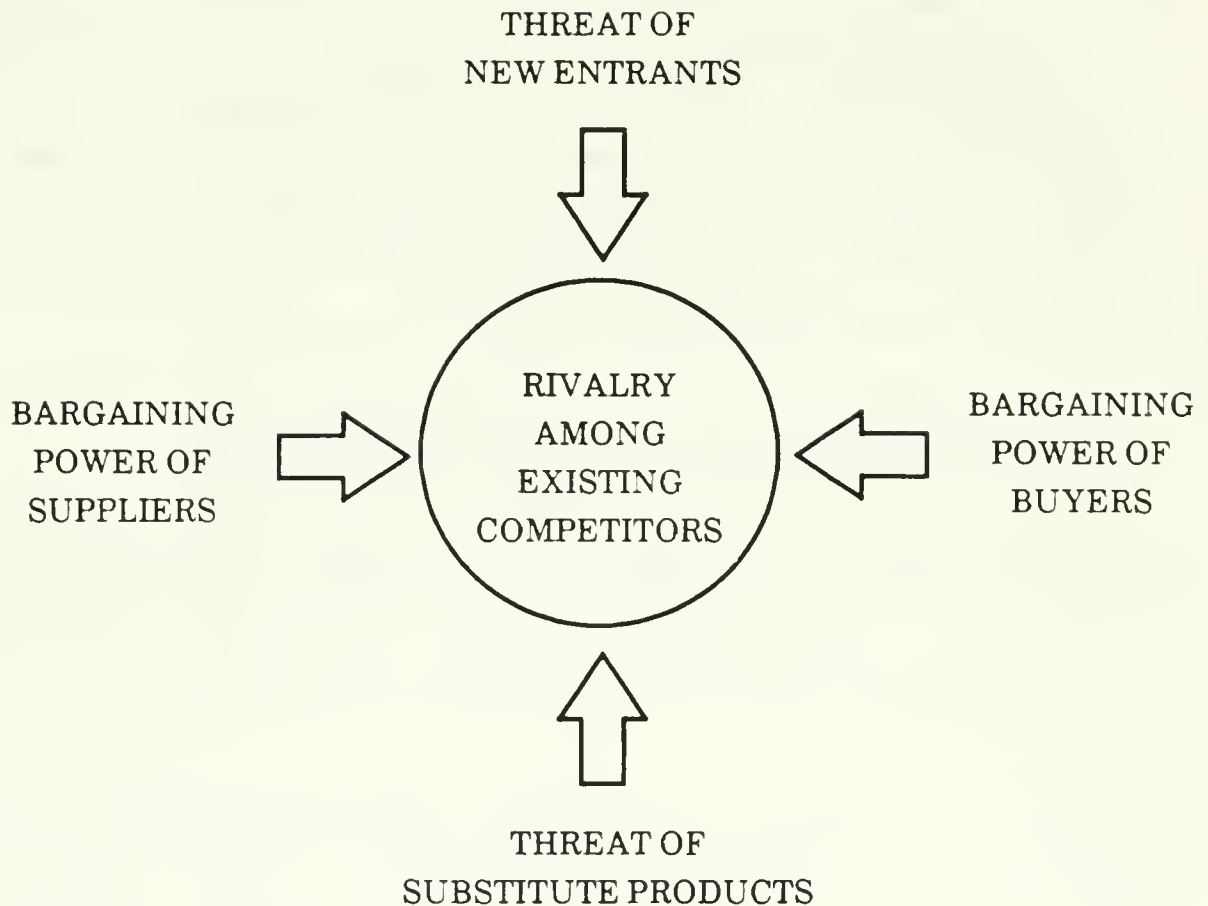 THREAT OF
NEW ENTRANTS
BARGAINING
POWER OF
SUPPLIERS
RIVALRY
AMONG
EXISTING
COMPETITORS
BARGAINING
POWER OF
BUYERS
THREAT OF
SUBSTITUTE PRODUCTS